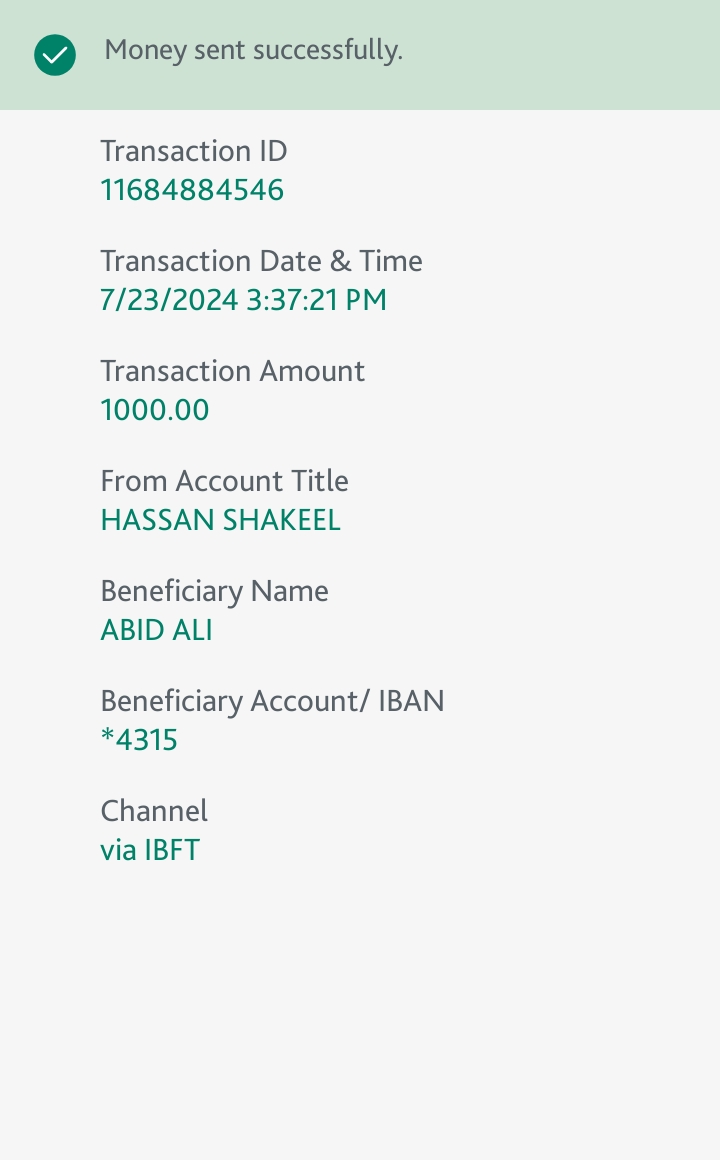 Money sent successfully.
Transaction ID
11684884546
Transaction Date & Time
7/23/2024 3:37:21 PM
Transaction Amount
1000.00
From Account Title
HASSAN SHAKEEL
Beneficiary Name
ABID ALI
Beneficiary Account/ IBAN
*4315
Channel
via IBFT